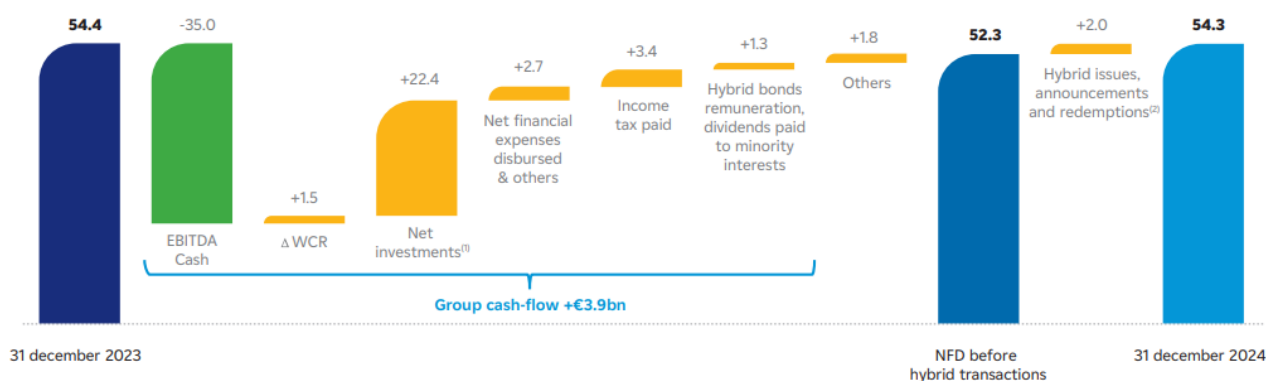 54.4
-35.0
EBITDA
Cash
+1.5
Δ WCR
+22.4
Net
investments(1)
+2.7
Net financial
expenses
disbursed
& others
+3.4
Income
tax paid
+1.3
Hybrid bonds
remuneration,
dividends paid
to minority
interests
+1.8
Others
52.3
+2.0
Hybrid issues,
announcements
and redemptions(2)
54.3
Group cash-flow +€3.9bn
31 december 2023
NFD before
hybrid transactions
31 december 2024